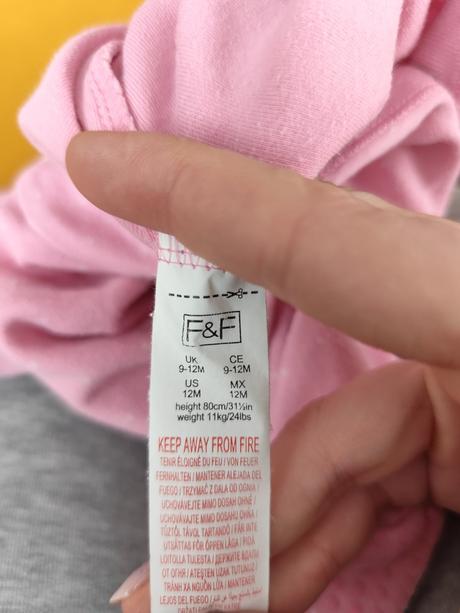 F&F
UK CE
9-12M 9-12M
US MX
12M 12M
height 80cm/31½in
weight 11kg/24lbs
KEEP AWAY FROM FIRE
TENIR ÉLOIGNÉ DU FEU / VON FEUER
FERNHALTEN / MANTENER ALEJADA DEL
FUEGO / TRZYMAĆ Z DALA OD OGNIA /
UCHOVÁVEJTE MIMO DOSAH OHNĚ /
UCHOVÁVAJTE MIMO DOSAHU OHŇA /
TŰZTŐL TÁVOL TARTANDÓ / FÅR INTE
UTSÄTTAS FÖR ÖPPEN LÅGA / PIDÄ
LOITOLLA TULESTA / ДЕРЖИТЕ ВДАЛИ
ОТ ОГНЯ / ATEŞTEN UZAK TUTUNUZ /
TRÁNH XA NGUỒN LỬA / MANTENER
LEJOS DEL FUEGO /